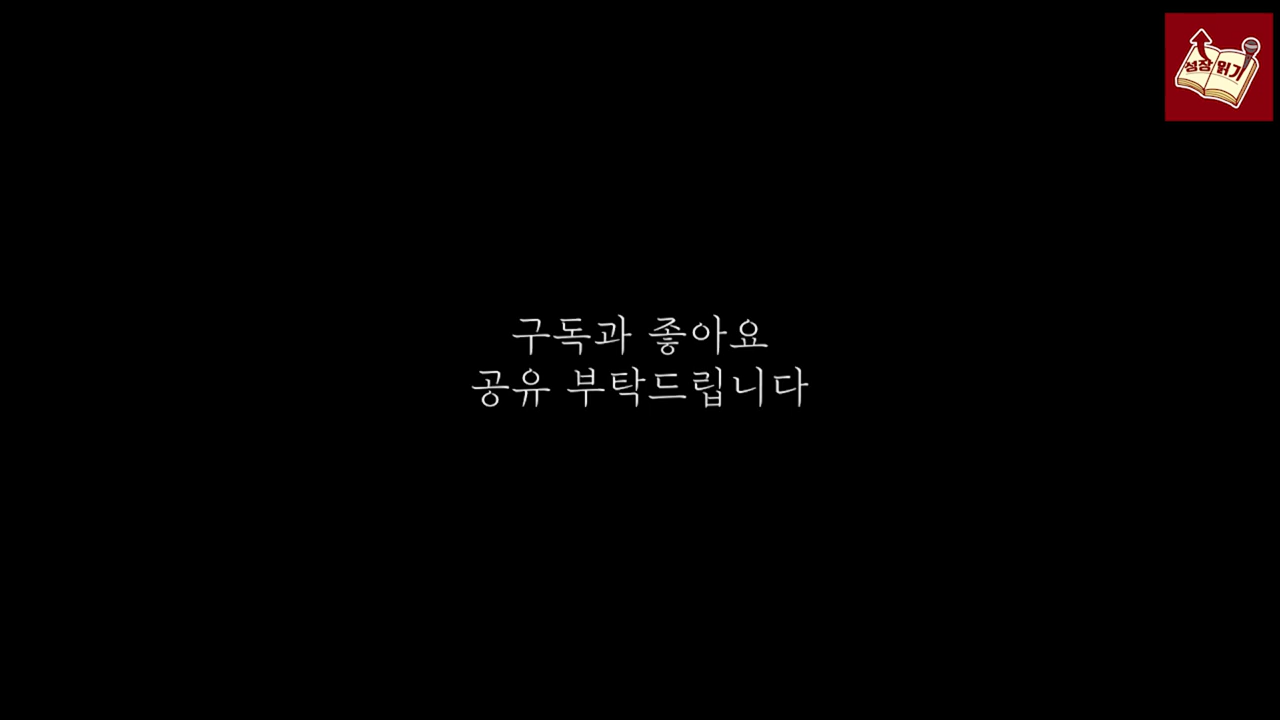 성장 읽기
구독과 좋아요
공유 부탁드립니다